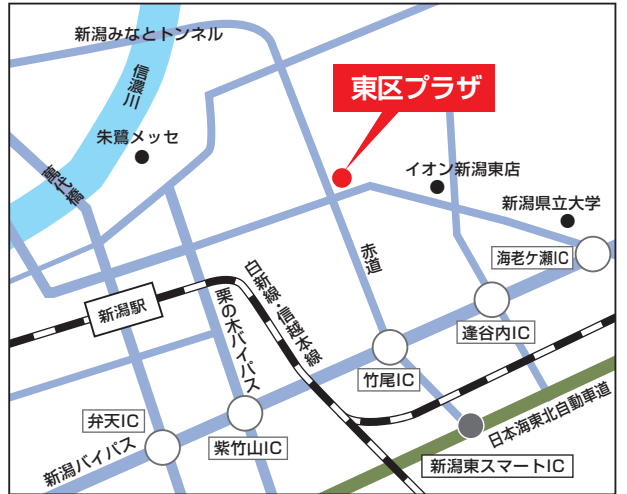 新潟みなとトンネル
信濃川
東区プラザ
朱鷺メッセ
萬代橋
イオン新潟東店
新潟県立大学
赤道
海老ケ瀬IC
白新線・信越本線
栗の木バイパス
新潟駅
逢谷内IC
竹尾IC
弁天IC
紫竹山IC
新潟バイパス
日本海東北自動車道
新潟東スマートIC